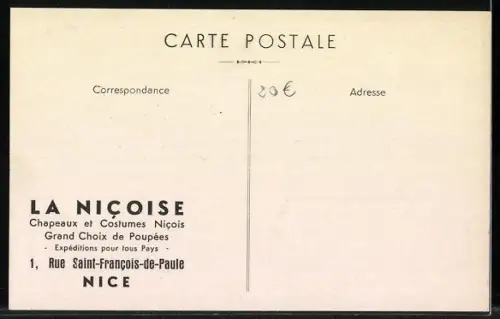 CARTE POSTALE
Correspondance
20€
Adresse
LA NIÇOISE
Chapeaux et Costumes Niçois
Grand Choix de Poupées
- Expéditions pour tous Pays -
1, Rue Saint-François-de-Paule
NICE